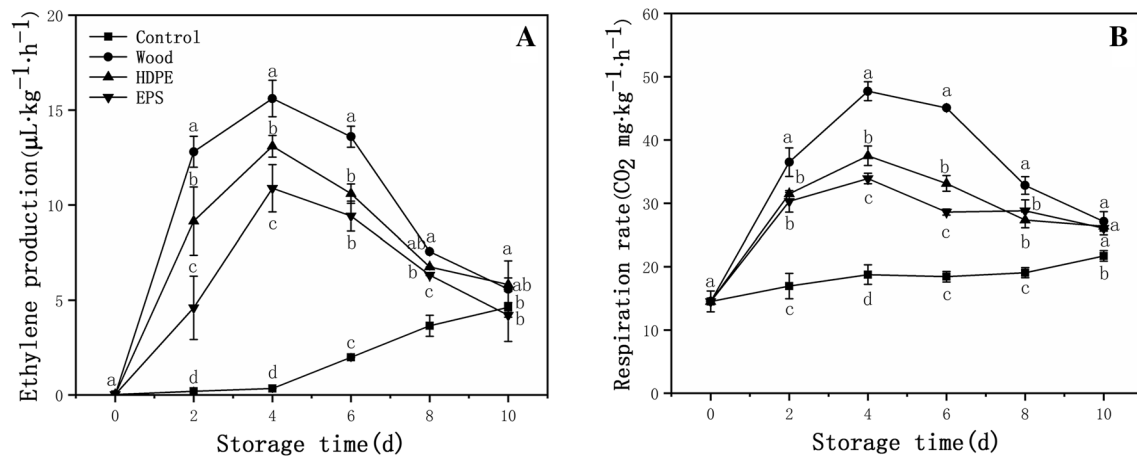 A
Control
Wood
HDPE
EPS
Ethylene production(μL·kg⁻¹·h⁻¹)
20
15
10
5
0
a
a
b
c
d
a
b
c
d
a
b
b
c
a
ab
b
c
a
ab
b
b
0
2
4
6
8
10
Storage time(d)
B
Respiration rate(CO₂ mg·kg⁻¹·h⁻¹)
60
50
40
30
20
10
0
a
a
b
b
c
a
b
c
d
a
b
c
c
a
b
b
c
a
a
a
b
0
2
4
6
8
10
Storage time(d)